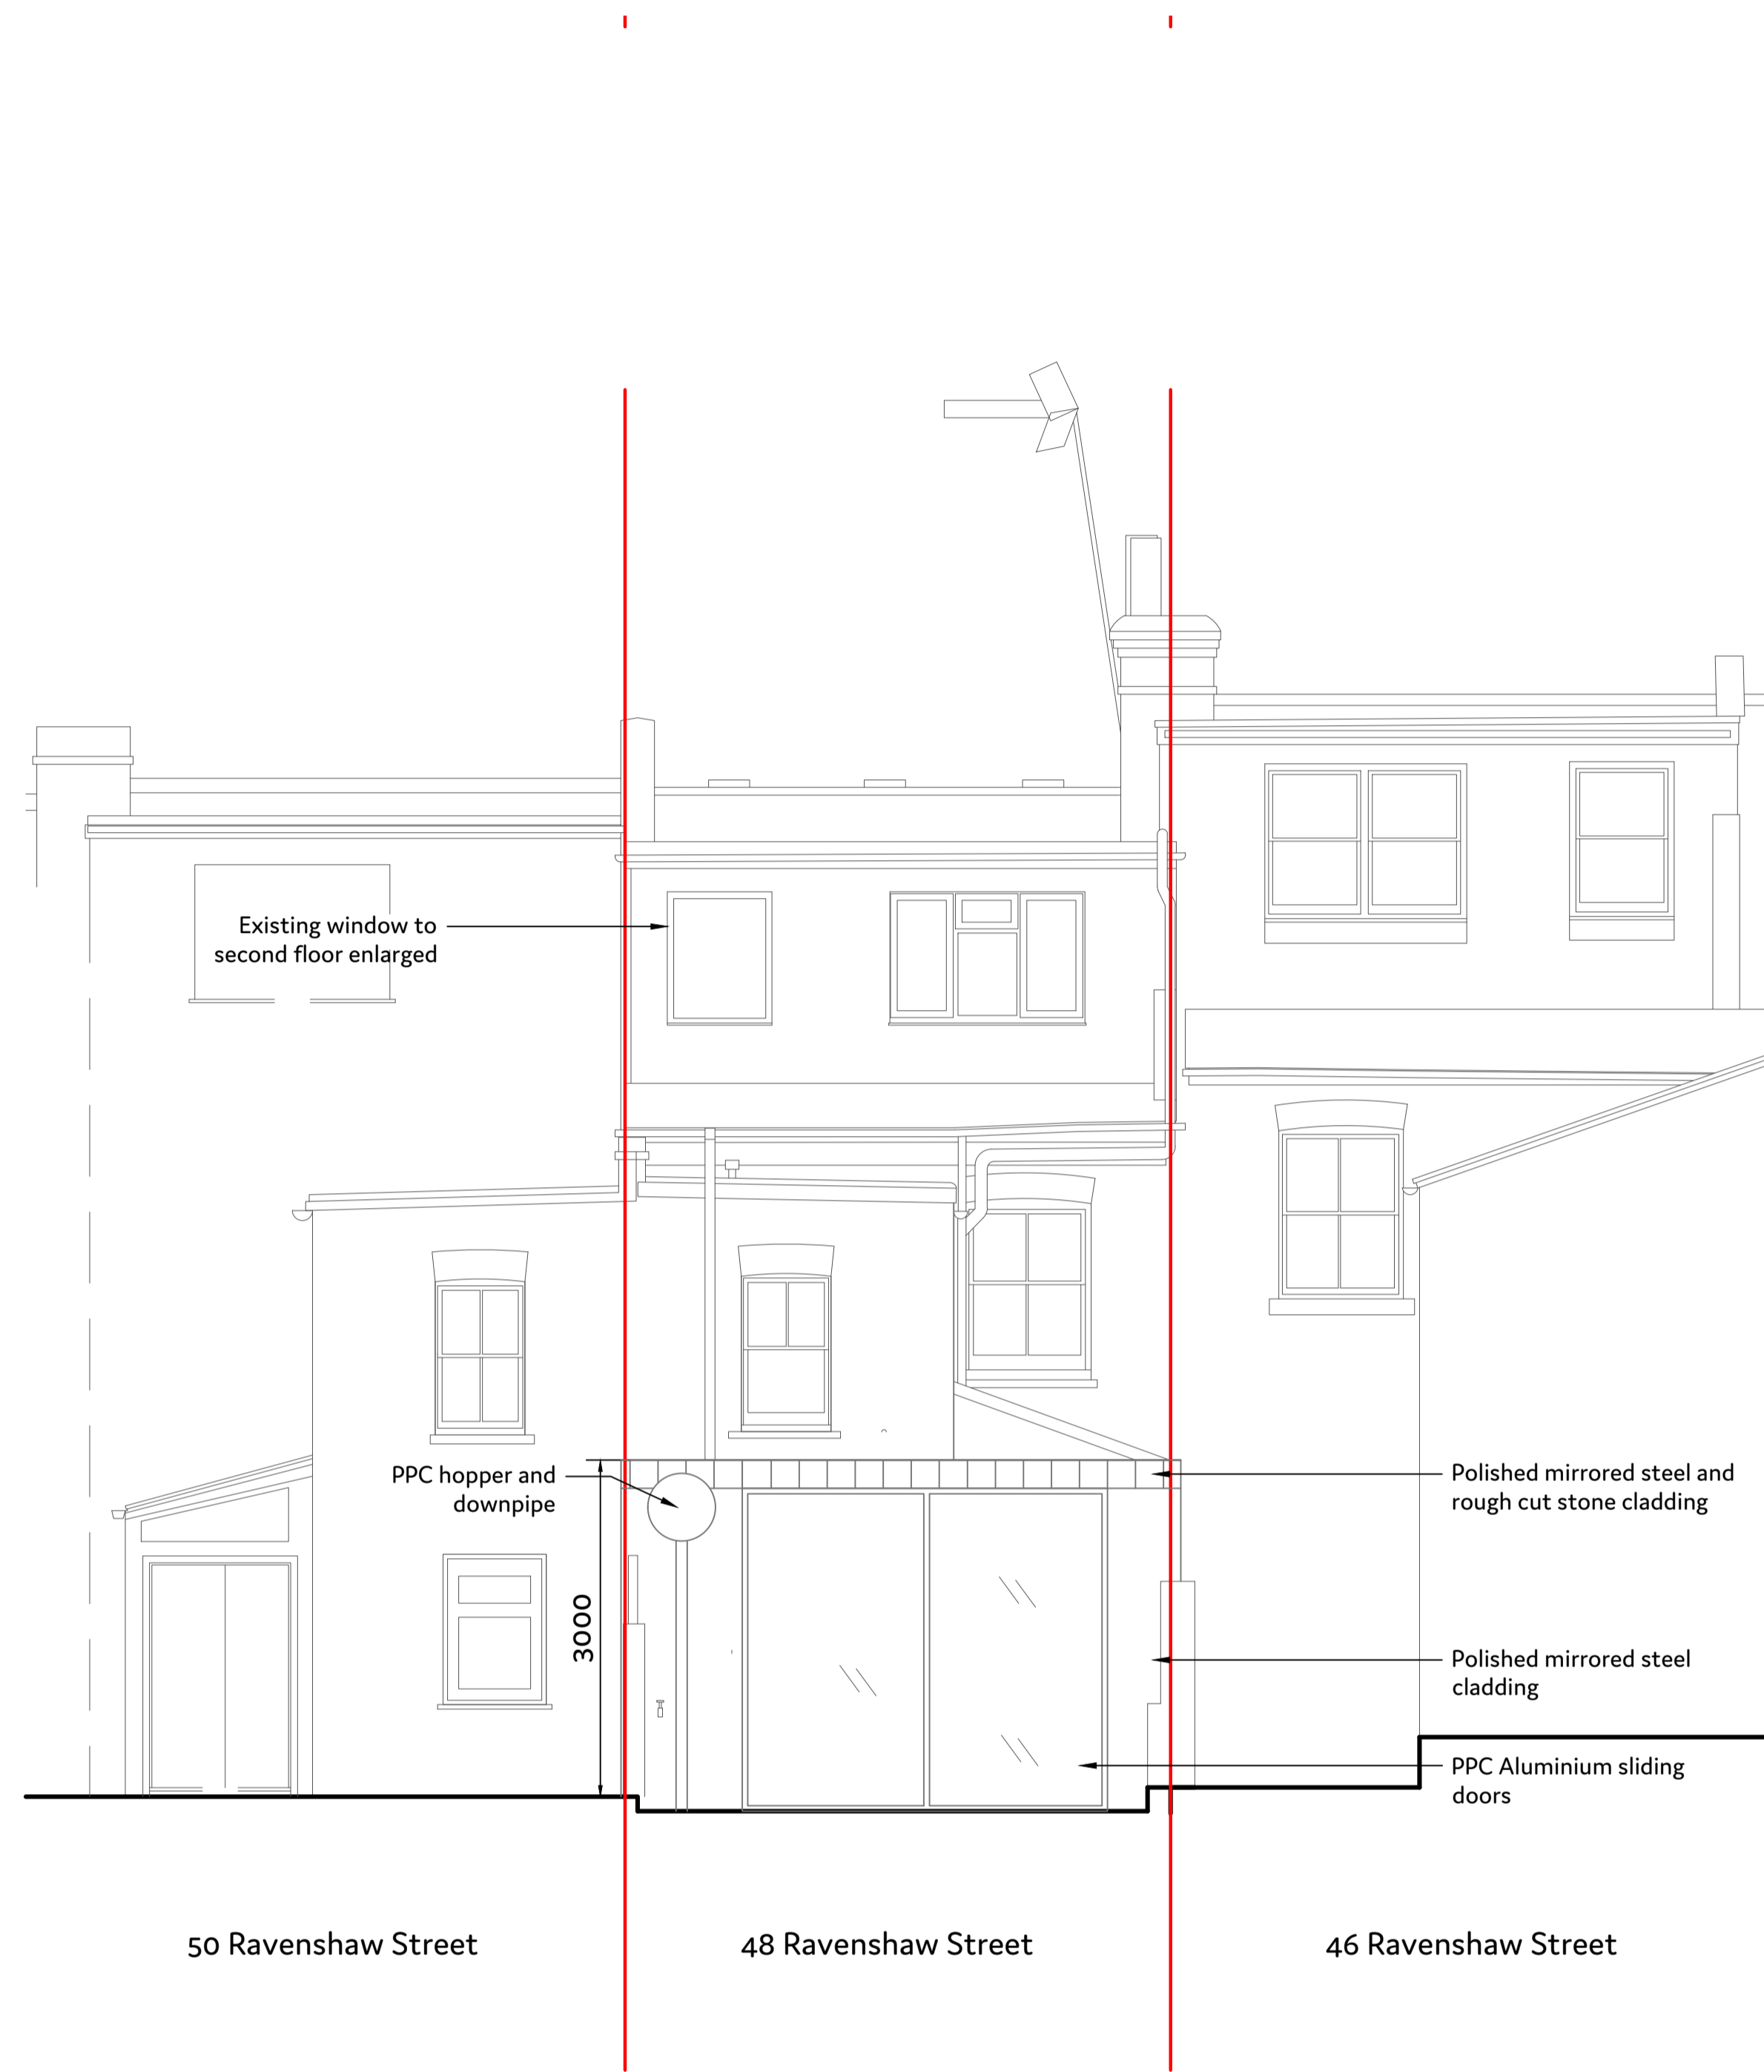 Existing window to
second floor enlarged
PPC hopper and
downpipe
3000
Polished mirrored steel and
rough cut stone cladding
Polished mirrored steel
cladding
PPC Aluminium sliding
doors
50 Ravenshaw Street
48 Ravenshaw Street
46 Ravenshaw Street